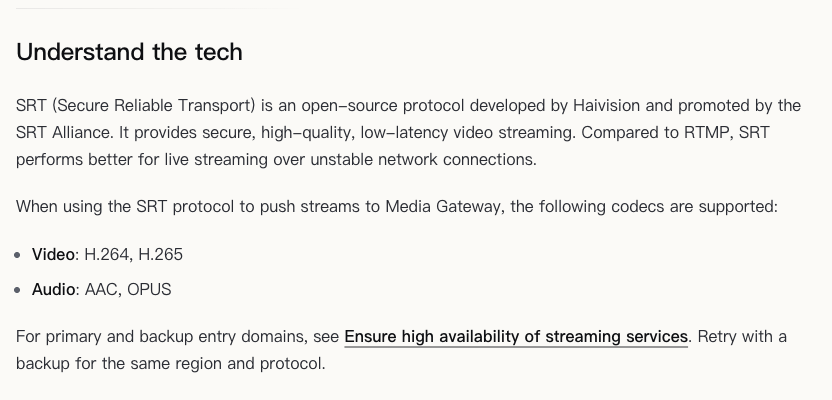 Understand the tech
SRT (Secure Reliable Transport) is an open-source protocol developed by Haivision and promoted by the
SRT Alliance. It provides secure, high-quality, low-latency video streaming. Compared to RTMP, SRT
performs better for live streaming over unstable network connections.
When using the SRT protocol to push streams to Media Gateway, the following codecs are supported:
• Video: H.264, H.265
• Audio: AAC, OPUS
For primary and backup entry domains, see Ensure high availability of streaming services. Retry with a
backup for the same region and protocol.